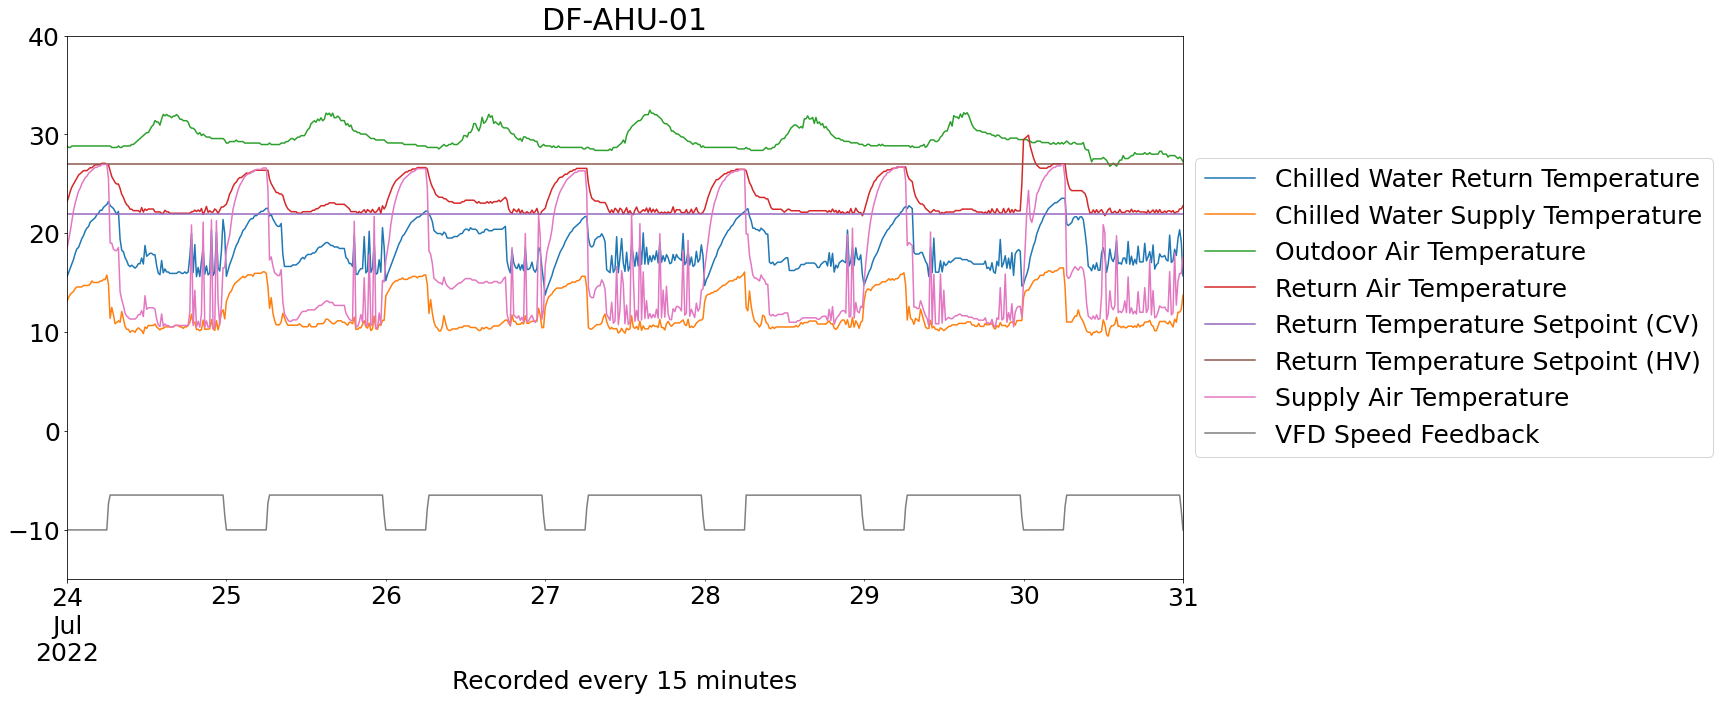 DF-AHU-01
40
30
20
10
0
−10
24
25
26
27
28
29
30
31
Jul
2022
Recorded every 15 minutes
Chilled Water Return Temperature
Chilled Water Supply Temperature
Outdoor Air Temperature
Return Air Temperature
Return Temperature Setpoint (CV)
Return Temperature Setpoint (HV)
Supply Air Temperature
VFD Speed Feedback